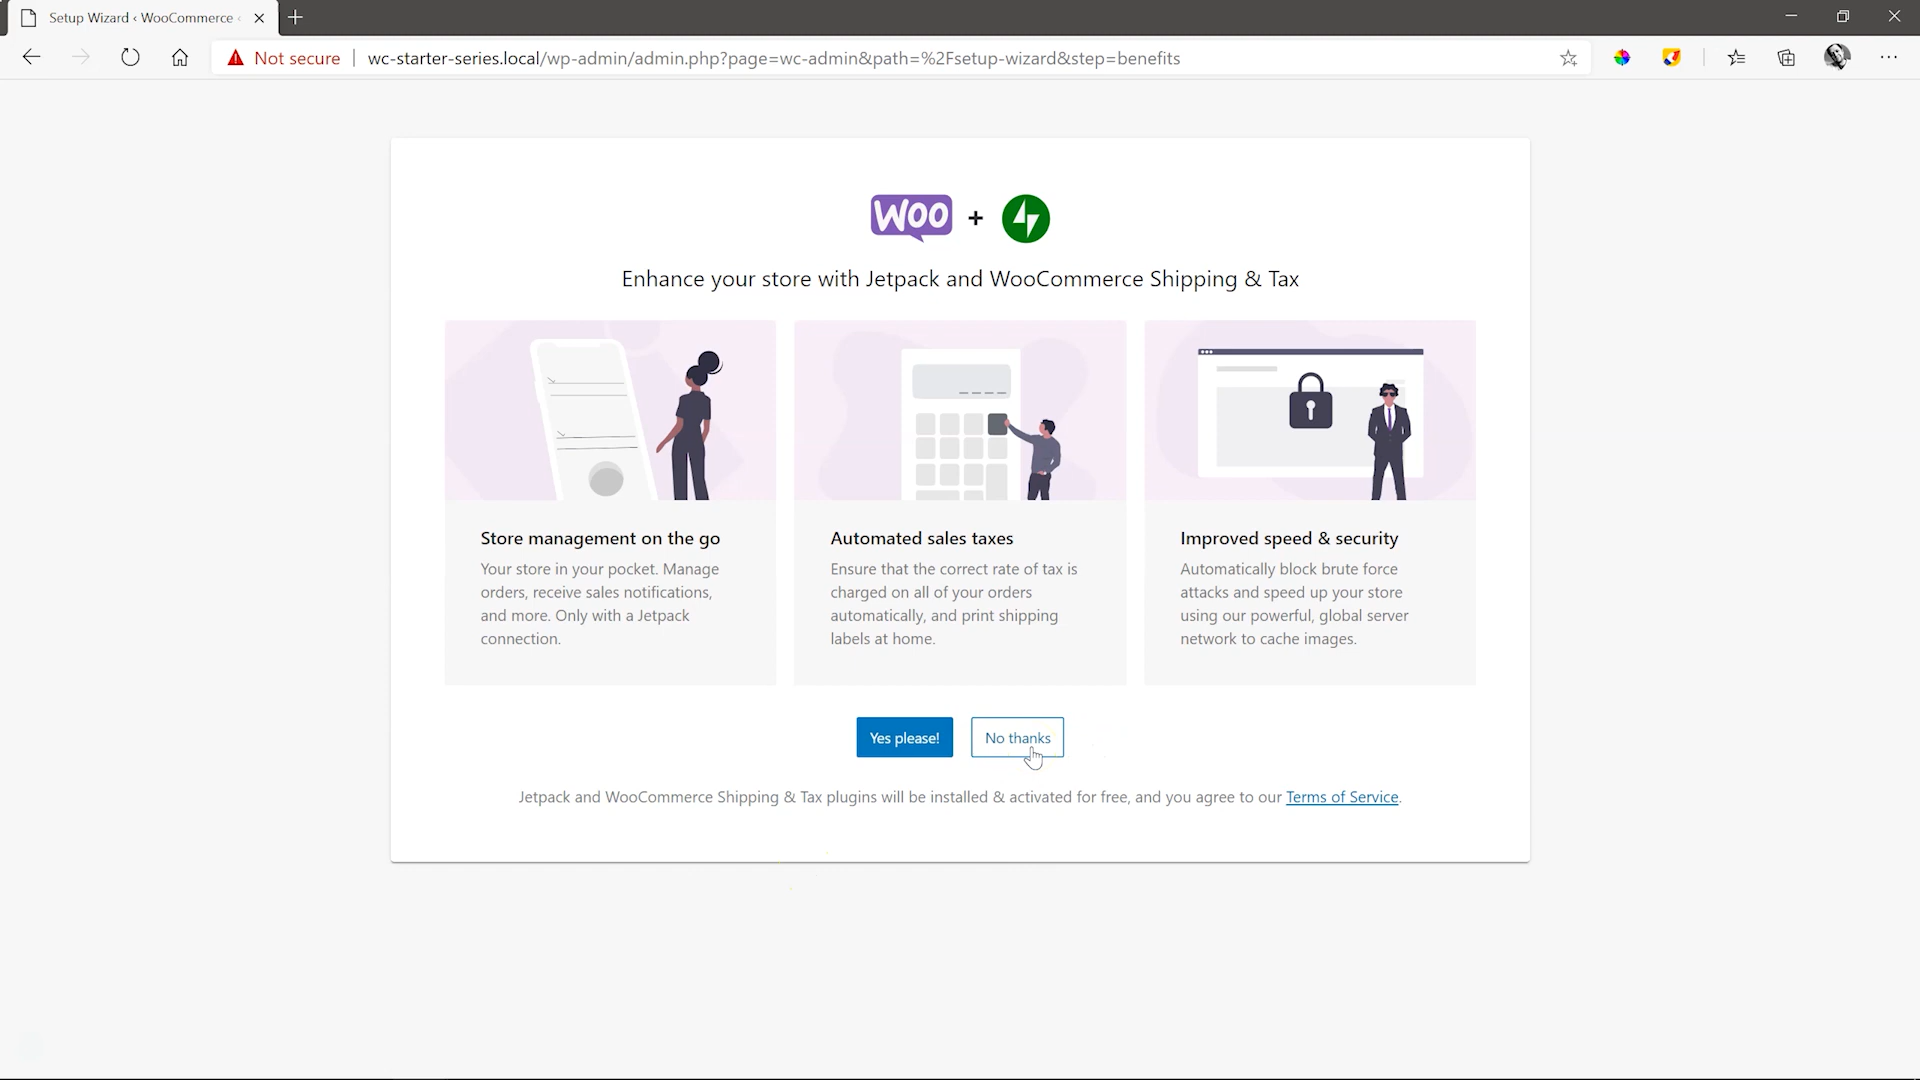 Setup Wizard ‹ WooCommerce ‹
Not secure
wc-starter-series.local/wp-admin/admin.php?page=wc-admin&path=%2Fsetup-wizard&step=benefits
WOO +
Enhance your store with Jetpack and WooCommerce Shipping & Tax
Store management on the go
Your store in your pocket. Manage
orders, receive sales notifications,
and more. Only with a Jetpack
connection.
Automated sales taxes
Ensure that the correct rate of tax is
charged on all of your orders
automatically, and print shipping
labels at home.
Improved speed & security
Automatically block brute force
attacks and speed up your store
using our powerful, global server
network to cache images.
Yes please!
No thanks
Jetpack and WooCommerce Shipping & Tax plugins will be installed & activated for free, and you agree to our Terms of Service.